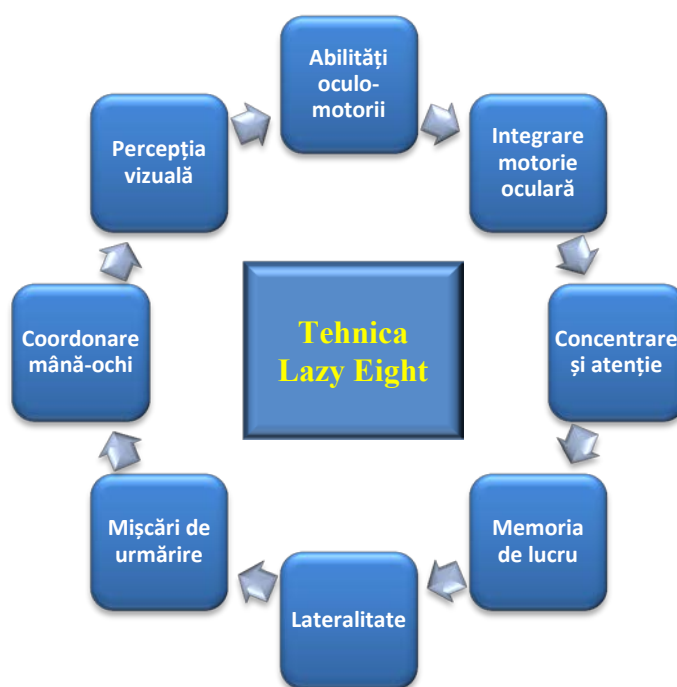 Abilități
oculo-
motorii
Integrare
motorie
oculară
Concentrare
și atenție
Memoria
de lucru
Lateralitate
Mișcări de
urmărire
Coordonare
mână-ochi
Percepția
vizuală
Tehnica
Lazy Eight